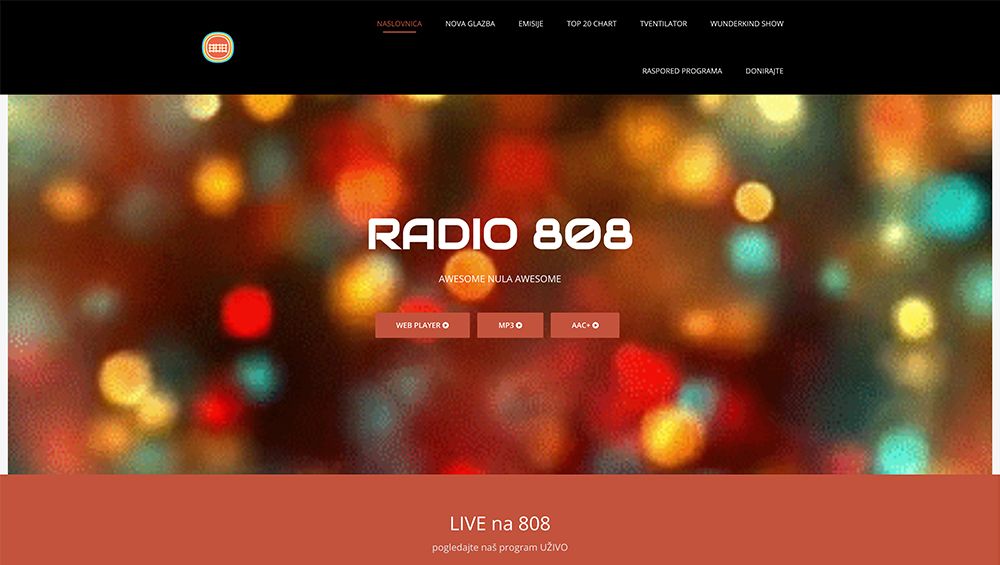 808
NASLOVNICA NOVA GLAZBA EMISIJE TOP 20 CHART TVENTILATOR WUNDERKIND SHOW
RASPORED PROGRAMA DONIRAJTE
RADIO 808
AWESOME NULA AWESOME
WEB PLAYER MP3 AAC+
LIVE na 808
pogledajte naš program UŽIVO